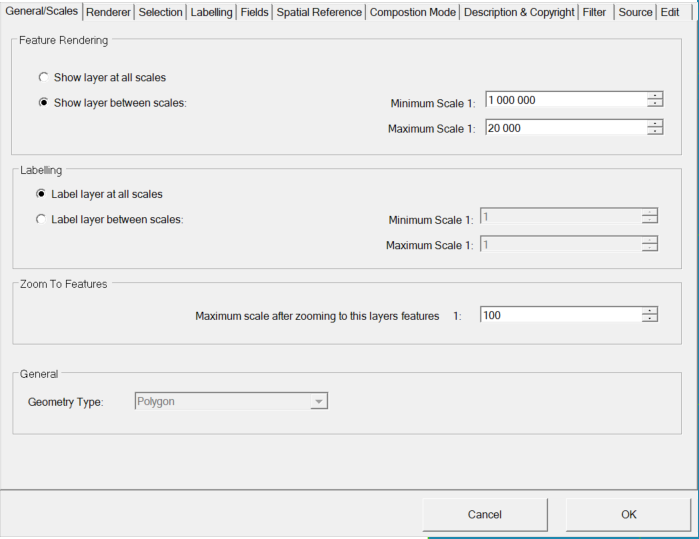 General/Scales Renderer Selection Labelling Fields Spatial Reference Compostion Mode Description & Copyright Filter Source Edit
Feature Rendering
Show layer at all scales
Show layer between scales: Minimum Scale 1: 1 000 000
Maximum Scale 1: 20 000
Labelling
Label layer at all scales
Label layer between scales: Minimum Scale 1: 1
Maximum Scale 1: 1
Zoom To Features
Maximum scale after zooming to this layers features 1: 100
General
Geometry Type: Polygon
Cancel OK